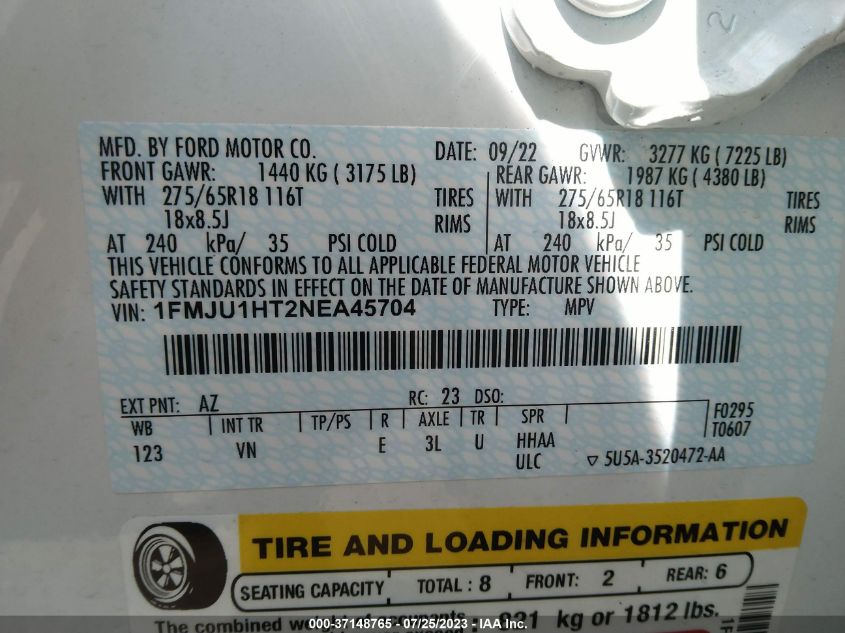 2
MFD. BY FORD MOTOR CO. DATE: 09/22 GVWR: 3277 KG ( 7225 LB)
FRONT GAWR: 1440 KG ( 3175 LB) REAR GAWR: 1987 KG ( 4380 LB)
WITH 275/65R18 116T TIRES WITH 275/65R18 116T TIRES
18x8.5J RIMS 18x8.5J RIMS
AT 240 kPa/ 35 PSI COLD AT 240 kPa/ 35 PSI COLD
THIS VEHICLE CONFORMS TO ALL APPLICABLE FEDERAL MOTOR VEHICLE
SAFETY STANDARDS IN EFFECT ON THE DATE OF MANUFACTURE SHOWN ABOVE.
VIN: 1FMJU1HT2NEA45704 TYPE: MPV
EXT PNT: AZ RC: 23 DSO:
WB INT TR TP/PS R AXLE TR SPR F0295
123 VN E 3L U HHAA T0607
ULC ▽ 5U5A-3520472-AA
TIRE AND LOADING INFORMATION
SEATING CAPACITY TOTAL : 8 FRONT: 2 REAR: 6
The combined kg or 1812 lbs.
000-37148765 - 07/25/2023 - IAA Inc.